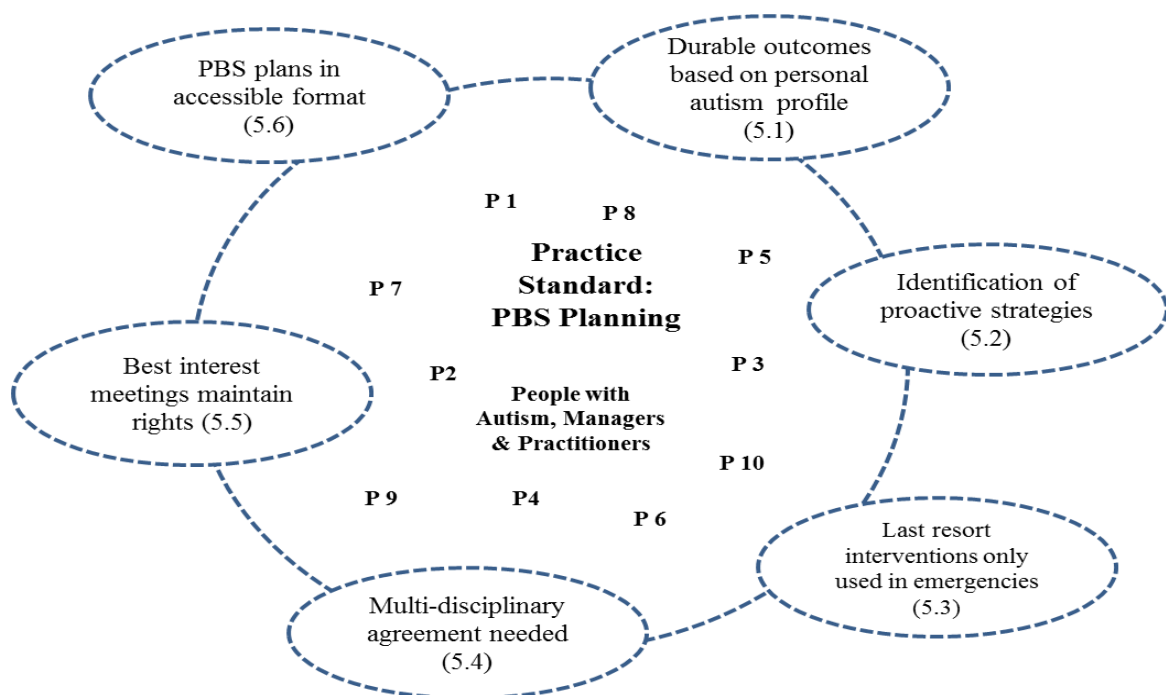 PBS plans in
accessible format
(5.6)
Durable outcomes
based on personal
autism profile
(5.1)
P 1
P 8
Practice
Standard:
PBS Planning
P 5
P 7
Identification of
proactive strategies
(5.2)
Best interest
meetings maintain
rights (5.5)
P2
P 3
People with
Autism, Managers
& Practitioners
P 10
P 9
P4
P 6
Last resort
interventions only
used in emergencies
(5.3)
Multi-disciplinary
agreement needed
(5.4)